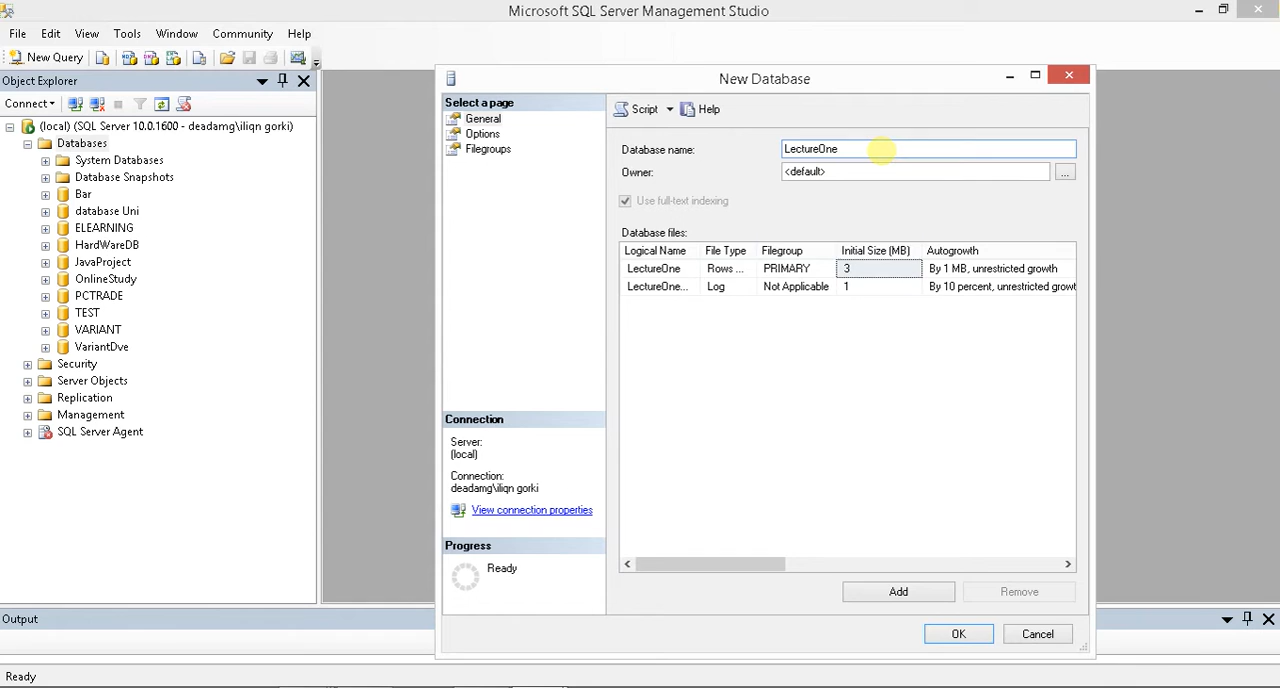 Microsoft SQL Server Management Studio
File Edit View Tools Window Community Help
New Query
Object Explorer
Connect
(local) (SQL Server 10.0.1600 - deadamg\iliqn gorki)
Databases
System Databases
Database Snapshots
Bar
database Uni
ELEARNING
HardWareDB
JavaProject
OnlineStudy
PCTRADE
TEST
VARIANT
VariantDve
Security
Server Objects
Replication
Management
SQL Server Agent
New Database
Select a page
General
Options
Filegroups
Script Help
Database name: LectureOne
Owner: <default> ...
Use full-text indexing
Database files:
Logical Name File Type Filegroup Initial Size (MB) Autogrowth
LectureOne Rows ... PRIMARY 3 By 1 MB, unrestricted growth
LectureOne... Log Not Applicable 1 By 10 percent, unrestricted growt
Connection
Server:
(local)
Connection:
deadamg\iliqn gorki
View connection properties
Progress
Ready
Add Remove
OK Cancel
Output
Ready